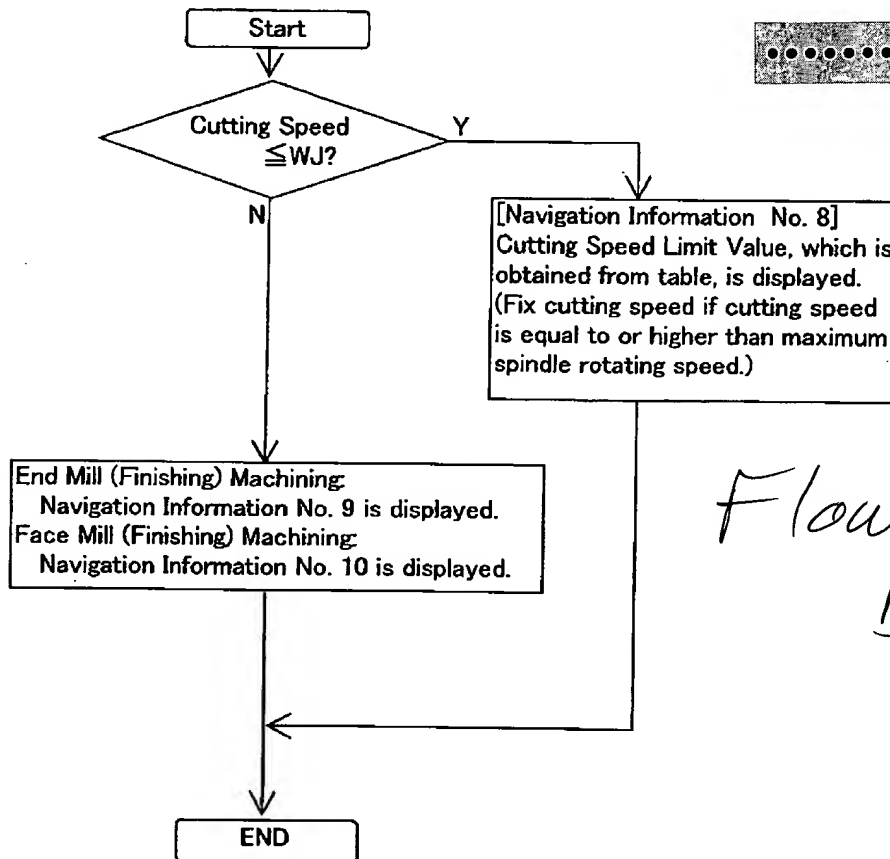 Start
Cutting Speed
≦WJ?
Y
N
[Navigation Information No. 8]
Cutting Speed Limit Value, which is
obtained from table, is displayed.
(Fix cutting speed if cutting speed
is equal to or higher than maximum
spindle rotating speed.)
End Mill (Finishing) Machining:
Navigation Information No. 9 is displayed.
Face Mill (Finishing) Machining:
Navigation Information No. 10 is displayed.
END